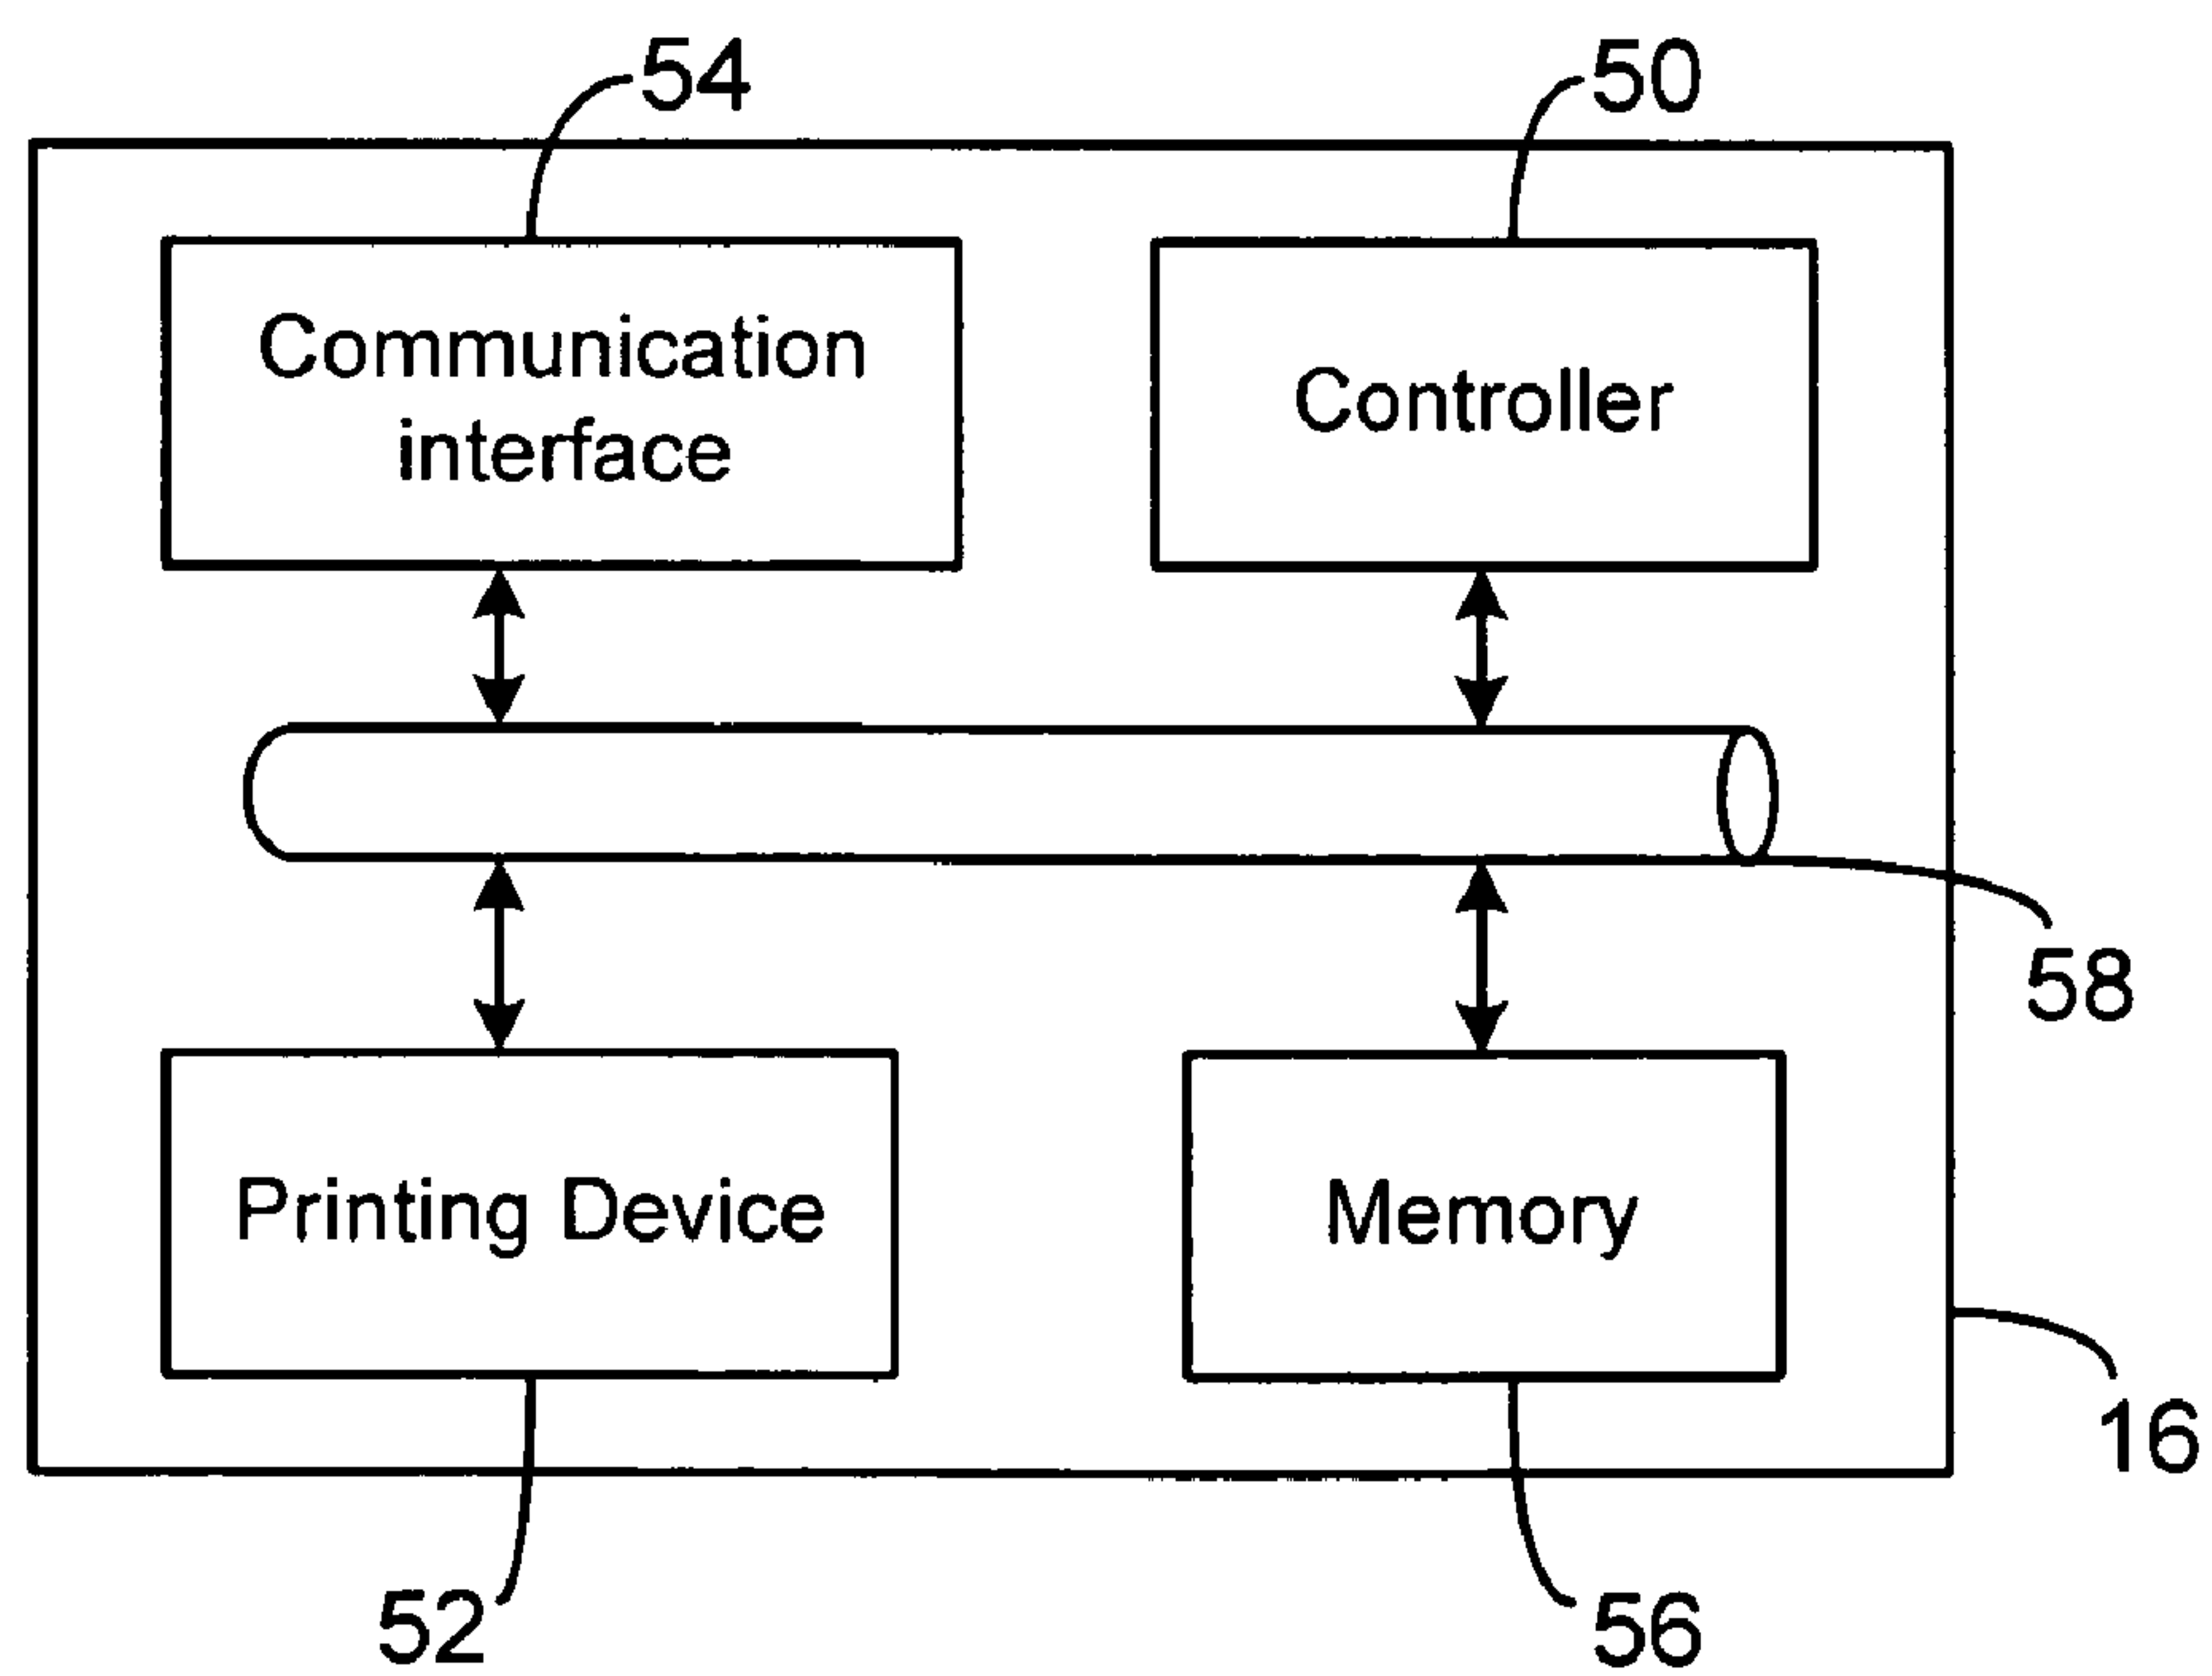 54
50
Communication
interface
Controller
58
Printing Device
Memory
16
52
56